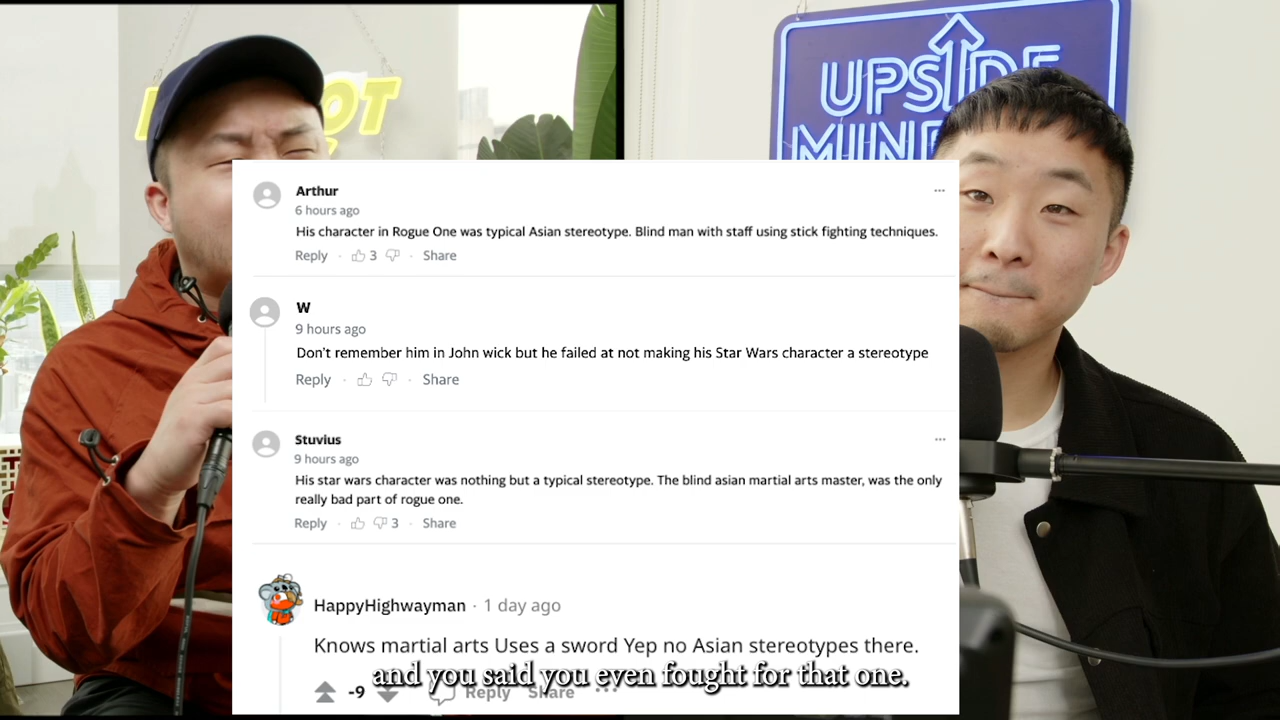 OT
UPSIDE
MIN
Arthur
6 hours ago
His character in Rogue One was typical Asian stereotype. Blind man with staff using stick fighting techniques.
Reply · 3 · Share
W
9 hours ago
Don't remember him in John wick but he failed at not making his Star Wars character a stereotype
Reply · · Share
Stuvius
9 hours ago
His star wars character was nothing but a typical stereotype. The blind asian martial arts master, was the only
really bad part of rogue one.
Reply · 3 · Share
HappyHighwayman · 1 day ago
Knows martial arts Uses a sword Yep no Asian stereotypes there.
and you said you even fought for that one.
-9 Reply Share ...